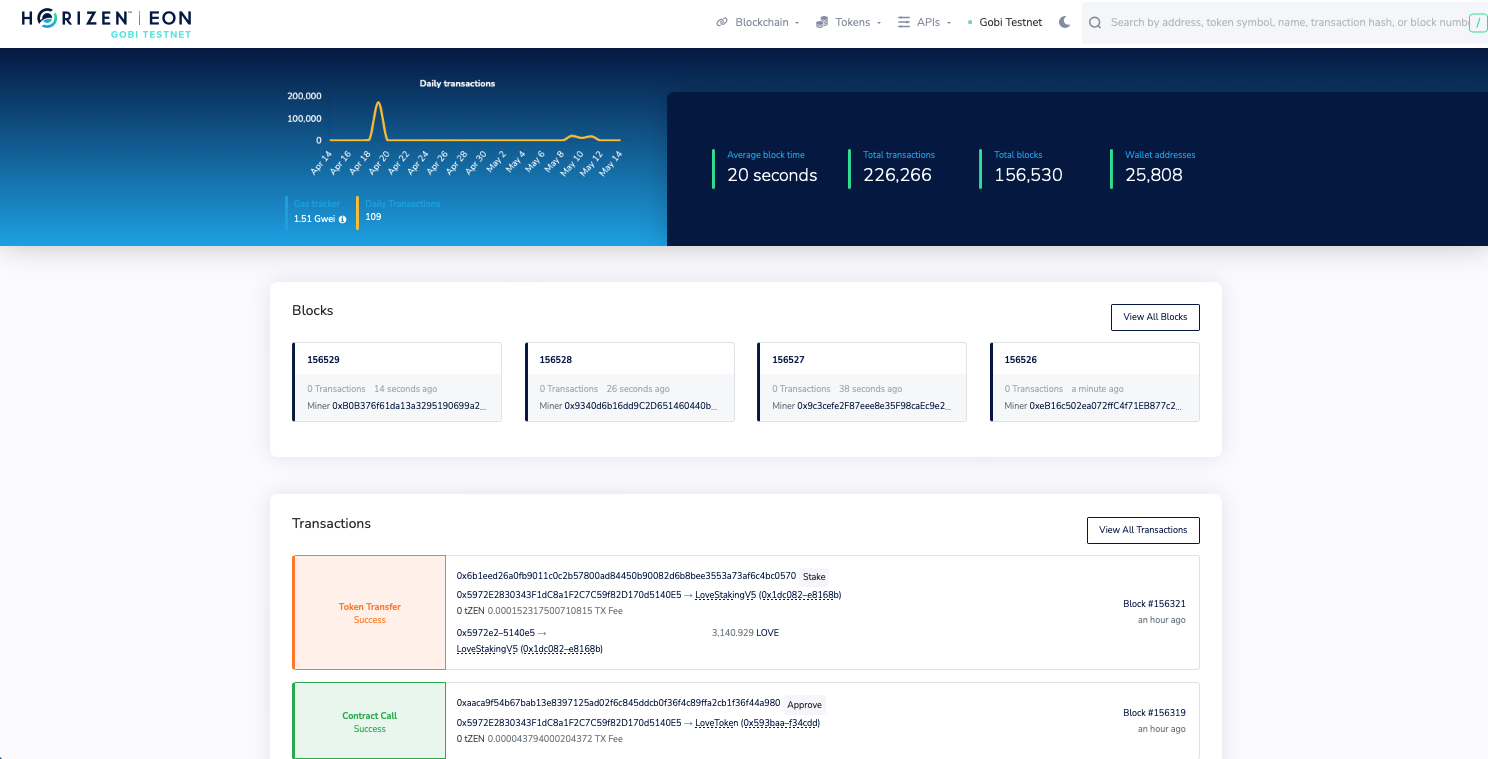 HORIZEN™ | EON
GOBI TESTNET
Blockchain
Tokens
APIs
Gobi Testnet
Search by address, token symbol, name, transaction hash, or block numb
/
Daily transactions
200,000
100,000
0
Apr 14
Apr 16
Apr 18
Apr 20
Apr 22
Apr 24
Apr 26
Apr 28
Apr 30
May 2
May 4
May 6
May 8
May 10
May 12
May 14
Gas tracker
1.51 Gwei
Daily Transactions
109
Average block time
20 seconds
Total transactions
226,266
Total blocks
156,530
Wallet addresses
25,808
Blocks
View All Blocks
156529
0 Transactions 14 seconds ago
Miner 0xB0B376f61da13a3295190699a2...
156528
0 Transactions 26 seconds ago
Miner 0x9340d6b16dd9C2D651460440b...
156527
0 Transactions 38 seconds ago
Miner 0x9c3cefe2F87eee8e35F98caEc9e2...
156526
0 Transactions a minute ago
Miner 0xeB16c502ea072ffC4f71EB877c2...
Transactions
View All Transactions
Token Transfer
Success
0x6b1eed26a0fb9011c0c2b57800ad84450b90082d6b8bee3553a73af6c4bc0570 Stake
0x5972E2830343F1dC8a1F2C7C59f82D170d5140E5 → LoveStakingV5 (0x1dc082–e8168b)
0 tZEN 0.000152317500710815 TX Fee
0x5972e2–5140e5 →
LoveStakingV5 (0x1dc082–e8168b)
3,140.929 LOVE
Block #156321
an hour ago
Contract Call
Success
0xaaca9f54b67bab13e8397125ad02f6c845ddcb0f36f4c89ffa2cb1f36f44a980 Approve
0x5972E2830343F1dC8a1F2C7C59f82D170d5140E5 → LoveToken (0x593baa–f34cdd)
0 tZEN 0.000043794000204372 TX Fee
Block #156319
an hour ago